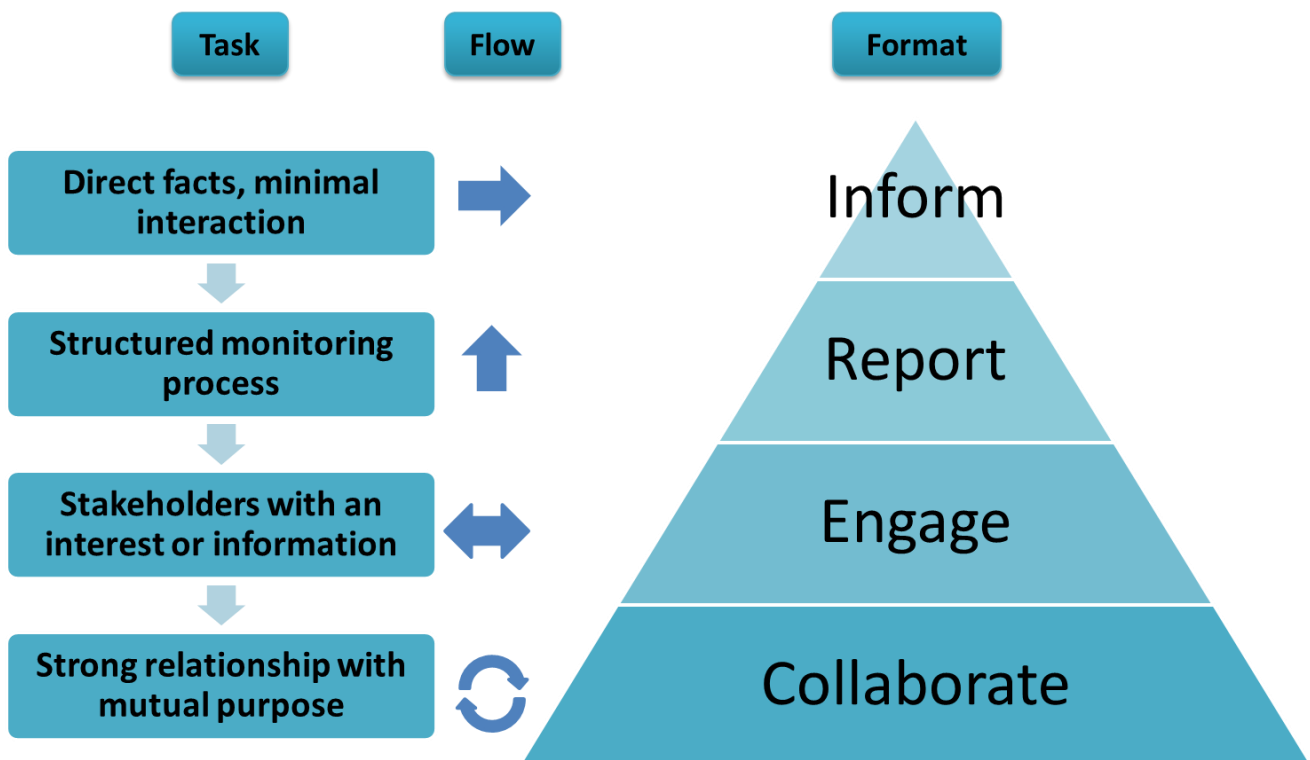 Task
Flow
Format
Direct facts, minimal
interaction
Inform
Structured monitoring
process
Report
Stakeholders with an
interest or information
Engage
Strong relationship with
mutual purpose
Collaborate